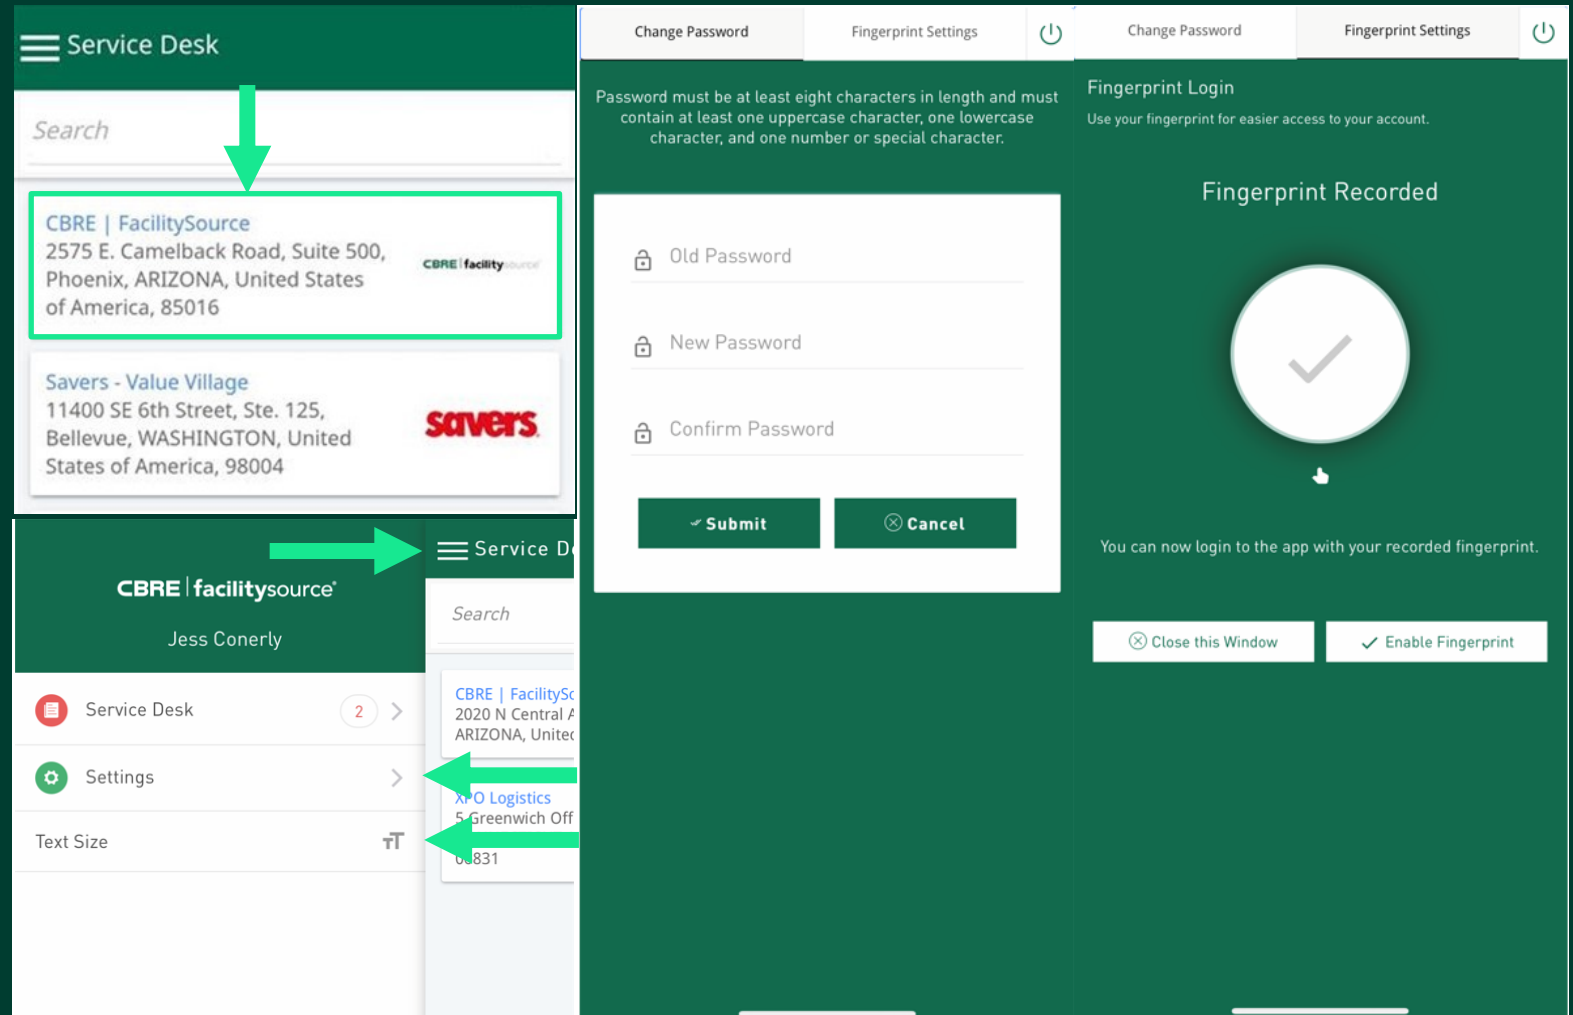 Service Desk
Search
CBRE | FacilitySource
2575 E. Camelback Road, Suite 500,
Phoenix, ARIZONA, United States
of America, 85016
CBRE facilitysource
Savers - Value Village
11400 SE 6th Street, Ste. 125,
Bellevue, WASHINGTON, United
States of America, 98004
savers
CBRE | facilitysource
Jess Conerly
Service Desk 2
Settings
Text Size
TT
Service De
Search
CBRE | FacilitySo
2020 N Central A
ARIZONA, United
XPO Logistics
5 Greenwich Off
Change Password
Fingerprint Settings
Password must be at least eight characters in length and must
contain at least one uppercase character, one lowercase
character, and one number or special character.
Old Password
New Password
Confirm Password
Submit
Cancel
Change Password
Fingerprint Settings
Fingerprint Login
Use your fingerprint for easier access to your account.
Fingerprint Recorded
You can now login to the app with your recorded fingerprint.
Close this Window
Enable Fingerprint